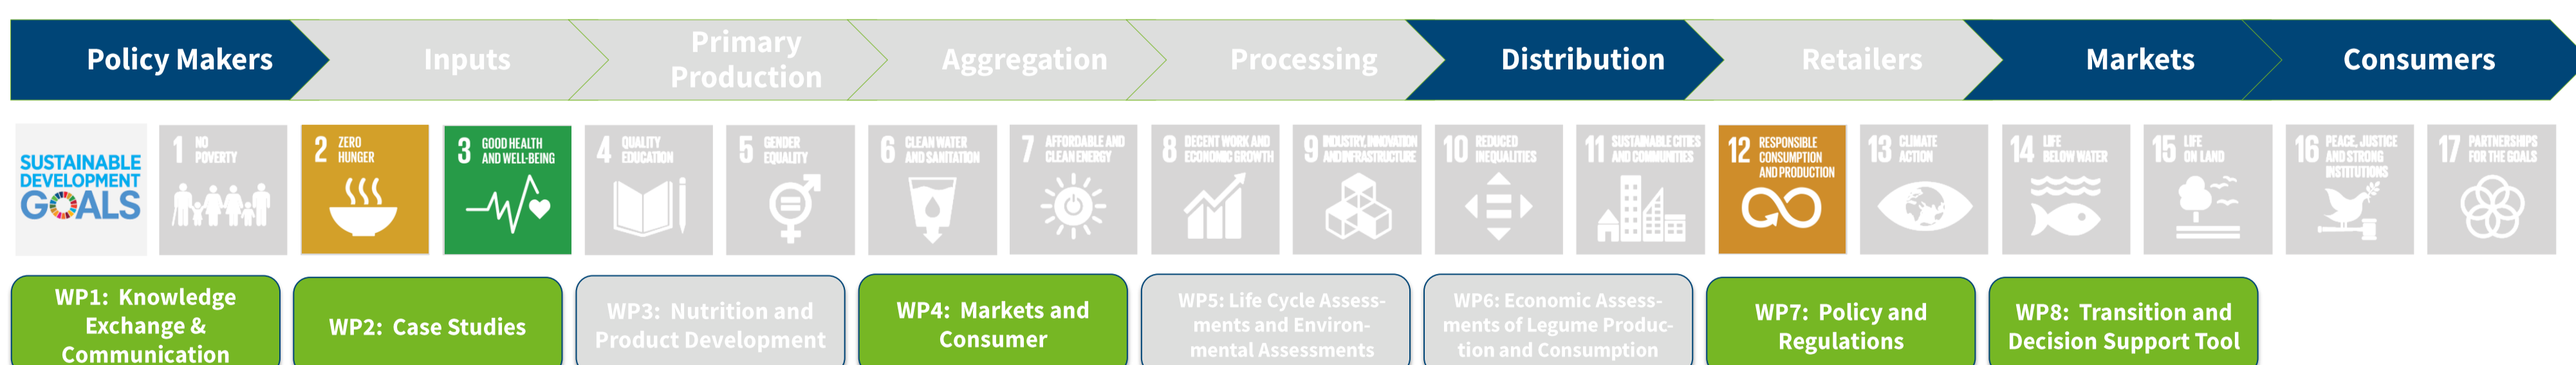 Policy Makers
Inputs
Primary
Production
Aggregation
Processing
Distribution
Retailers
Markets
Consumers
SUSTAINABLE
DEVELOPMENT
GOALS
1 NO
POVERTY
2 ZERO
HUNGER
3 GOOD HEALTH
AND WELL-BEING
4 QUALITY
EDUCATION
5 GENDER
EQUALITY
6 CLEAN WATER
AND SANITATION
7 AFFORDABLE AND
CLEAN ENERGY
8 DECENT WORK AND
ECONOMIC GROWTH
9 INDUSTRY, INNOVATION
AND INFRASTRUCTURE
10 REDUCED
INEQUALITIES
11 SUSTAINABLE CITIES
AND COMMUNITIES
12 RESPONSIBLE
CONSUMPTION
AND PRODUCTION
13 CLIMATE
ACTION
14 LIFE
BELOW WATER
15 LIFE
ON LAND
16 PEACE, JUSTICE
AND STRONG
INSTITUTIONS
17 PARTNERSHIPS
FOR THE GOALS
WP1: Knowledge
Exchange &
Communication
WP2: Case Studies
WP3: Nutrition and
Product Development
WP4: Markets and
Consumer
WP5: Life Cycle Assess-
ments and Environ-
mental Assessments
WP6: Economic Assess-
ments of Legume Produc-
tion and Consumption
WP7: Policy and
Regulations
WP8: Transition and
Decision Support Tool